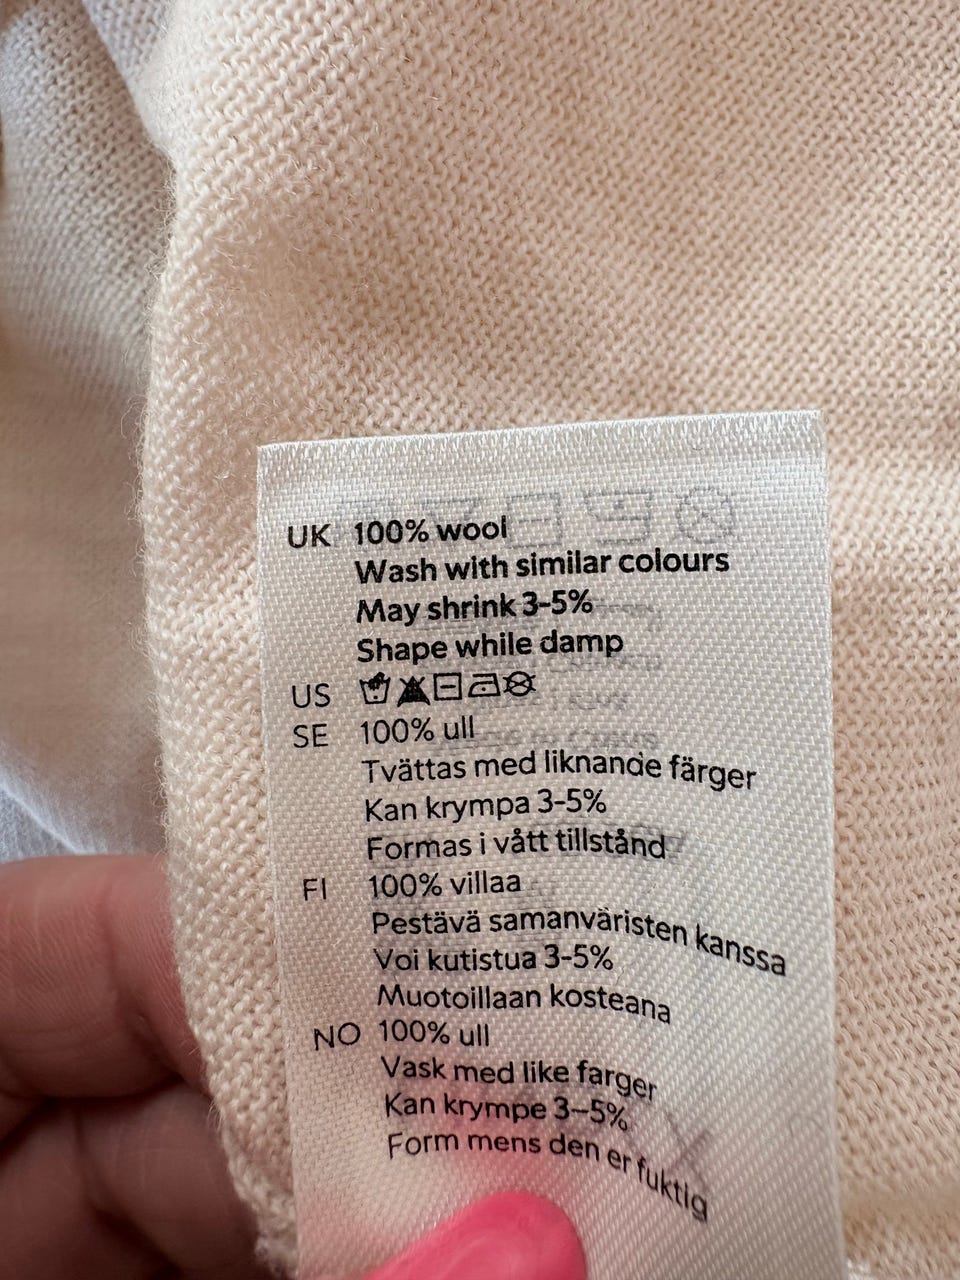 UK 100% wool
Wash with similar colours
May shrink 3-5%
Shape while damp
US
SE 100% ull
Tvättas med liknande färger
Kan krympa 3-5%
Formas i vått tillstånd
FI 100% villaa
Pestävä samanväristen kanssa
Voi kutistua 3-5%
Muotoillaan kosteana
NO 100% ull
Vask med like farger
Kan krympe 3–5%
Form mens den er fuktig